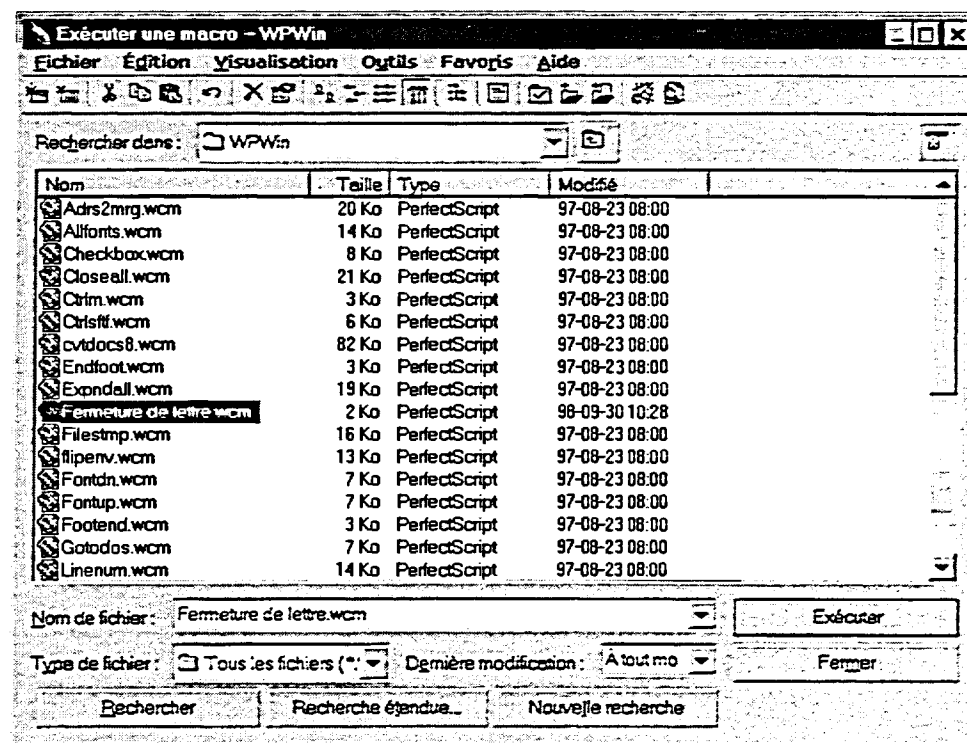 Exécuter une macro – WPWin
Fichier Édition Visualisation Outils Favoris Aide
Rechercher dans : WPWin
Nom Taille Type Modifié
Adrs2mrg.wcm 20 Ko PerfectScript 97-08-23 08:00
Allfonts.wcm 14 Ko PerfectScript 97-08-23 08:00
Checkbox.wcm 8 Ko PerfectScript 97-08-23 08:00
Closeall.wcm 21 Ko PerfectScript 97-08-23 08:00
Ctrlm.wcm 3 Ko PerfectScript 97-08-23 08:00
Ctrlsftf.wcm 6 Ko PerfectScript 97-08-23 08:00
cvtdocs8.wcm 82 Ko PerfectScript 97-08-23 08:00
Endfoot.wcm 3 Ko PerfectScript 97-08-23 08:00
Expndall.wcm 19 Ko PerfectScript 97-08-23 08:00
Fermeture de lettre.wcm 2 Ko PerfectScript 98-09-30 10:28
Filestmp.wcm 16 Ko PerfectScript 97-08-23 08:00
flipenv.wcm 13 Ko PerfectScript 97-08-23 08:00
Fontdn.wcm 7 Ko PerfectScript 97-08-23 08:00
Fontup.wcm 7 Ko PerfectScript 97-08-23 08:00
Footend.wcm 3 Ko PerfectScript 97-08-23 08:00
Gotodos.wcm 7 Ko PerfectScript 97-08-23 08:00
Linenum.wcm 14 Ko PerfectScript 97-08-23 08:00
Nom de fichier : Fermeture de lettre.wcm Exécuter
Type de fichier : Tous les fichiers (*. Dernière modification : À tout mo Fermer
Rechercher Recherche étendue... Nouvelle recherche